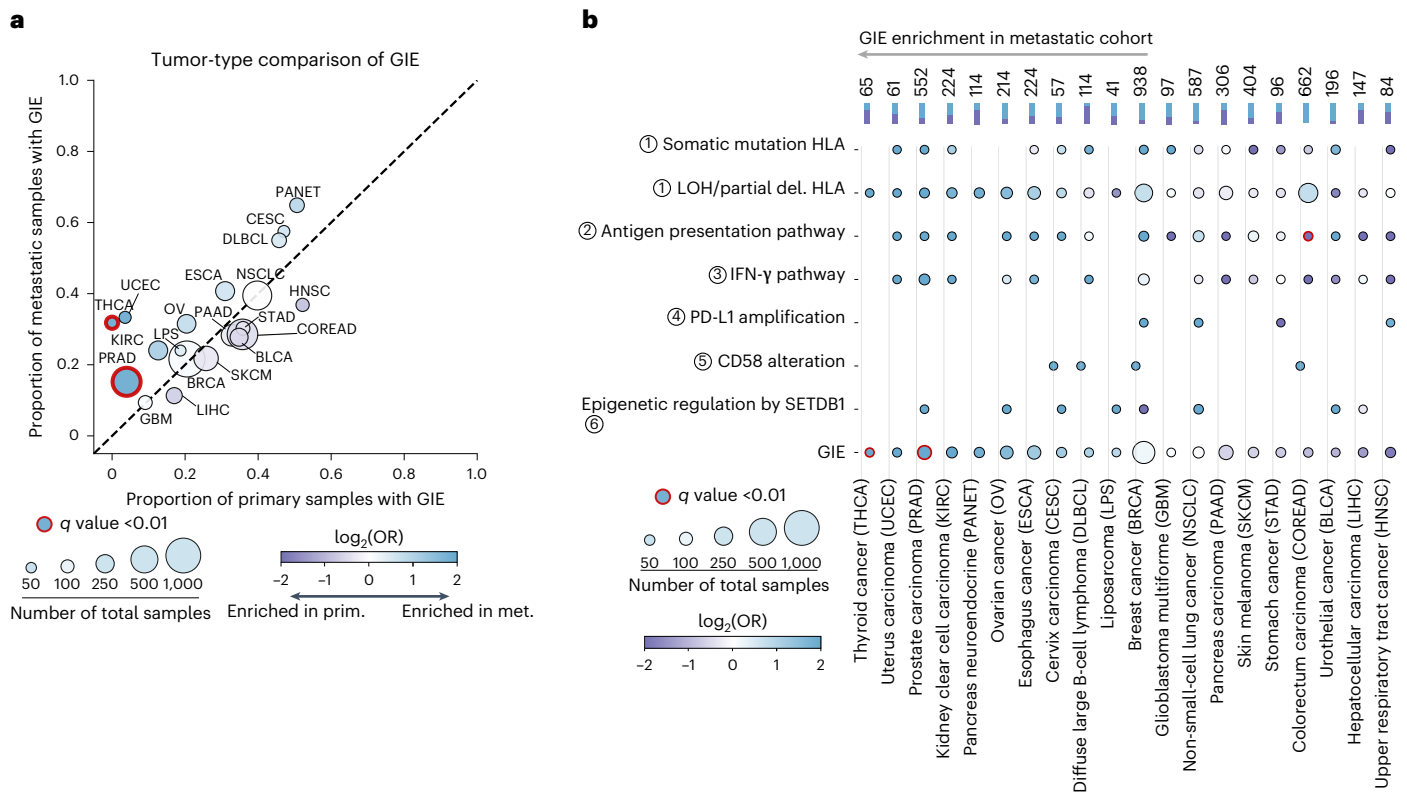 a
Tumor-type comparison of GIE
Proportion of metastatic samples with GIE
1.0
0.8
0.6
0.4
0.2
0
PANET
CESC
DLBCL
ESCA
NSCLC
HNSC
UCEC
THCA
OV
PAAD
STAD
COREAD
KIRC
LPS
BLCA
PRAD
BRCA
SKCM
GBM
LIHC
0
0.2
0.4
0.6
0.8
1.0
Proportion of primary samples with GIE
q value <0.01
50 100 250 500 1,000
Number of total samples
log2(OR)
−2 −1 0 1 2
Enriched in prim. Enriched in met.
b
GIE enrichment in metastatic cohort
65 61 552 224 114 214 224 57 114 41 938 97 587 306 404 96 662 196 147 84
① Somatic mutation HLA
① LOH/partial del. HLA
② Antigen presentation pathway
③ IFN-γ pathway
④ PD-L1 amplification
⑤ CD58 alteration
Epigenetic regulation by SETDB1
⑥
GIE
Thyroid cancer (THCA)
Uterus carcinoma (UCEC)
Prostate carcinoma (PRAD)
Kidney clear cell carcinoma (KIRC)
Pancreas neuroendocrine (PANET)
Ovarian cancer (OV)
Esophagus cancer (ESCA)
Cervix carcinoma (CESC)
Diffuse large B-cell lymphoma (DLBCL)
Liposarcoma (LPS)
Breast cancer (BRCA)
Glioblastoma multiforme (GBM)
Non-small-cell lung cancer (NSCLC)
Pancreas carcinoma (PAAD)
Skin melanoma (SKCM)
Stomach cancer (STAD)
Colorectum carcinoma (COREAD)
Urothelial cancer (BLCA)
Hepatocellular carcinoma (LIHC)
Upper respiratory tract cancer (HNSC)
q value <0.01
50 100 250 500 1,000
Number of total samples
log2(OR)
−2 −1 0 1 2